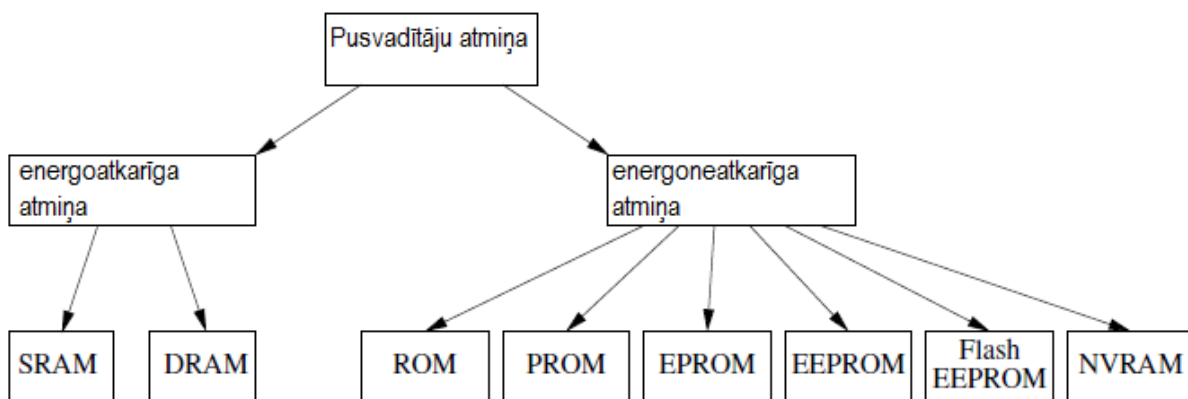 Pusvadītāju atmiņa
energoatkarīga
atmiņa
energoneatkarīga
atmiņa
SRAM
DRAM
ROM
PROM
EPROM
EEPROM
Flash
EEPROM
NVRAM